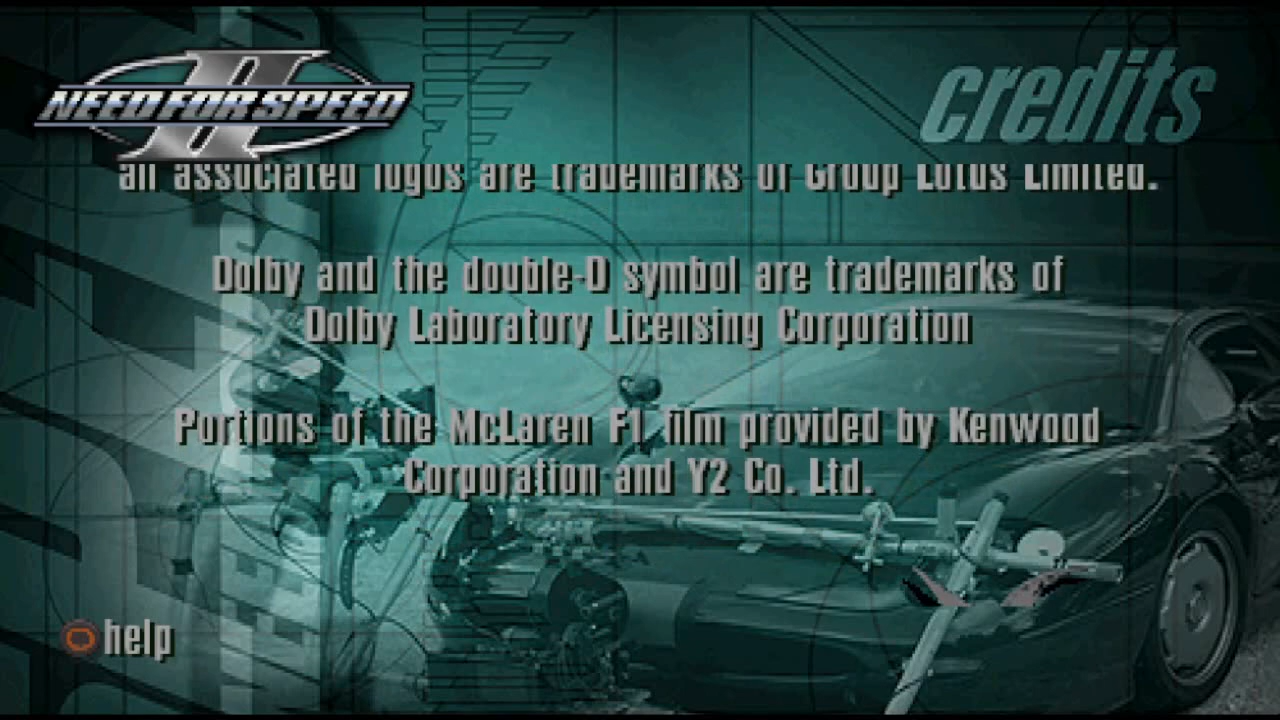 II
NEED FOR SPEED
credits
all associated logos are trademarks of Group Lotus Limited.
Dolby and the double-D symbol are trademarks of
Dolby Laboratory Licensing Corporation
Portions of the McLaren F1 film provided by Kenwood
Corporation and Y2 Co. Ltd.
help